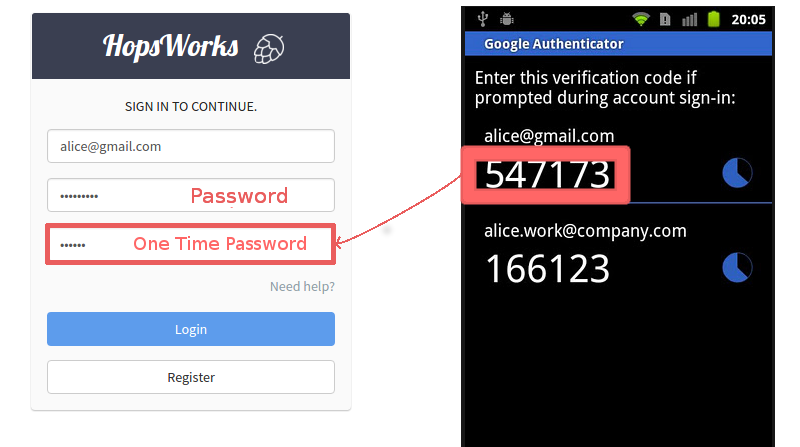 HopsWorks
SIGN IN TO CONTINUE.
alice@gmail.com
••••••••• Password
•••••• One Time Password
Need help?
Login
Register
20:05
Google Authenticator
Enter this verification code if
prompted during account sign-in:
alice@gmail.com
547173
alice.work@company.com
166123